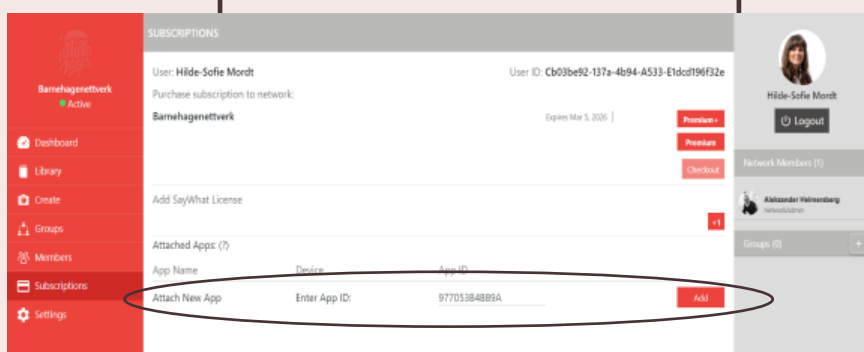 Barnehagenettverk
Active
Dashboard
Library
Create
Groups
Members
Subscriptions
Settings
SUBSCRIPTIONS
User: Hilde-Sofie Mordt
User ID: Cb03be92-137a-4b94-A533-E1dcd196f32e
Purchase subscription to network:
Barnehagenettverk
Expires Mar 5, 2026
Premium+
Premium
Checkout
Add SayWhat License
+1
Attached Apps: (?)
App Name Device App ID
Attach New App Enter App ID: 97705384BB9A Add
Hilde-Sofie Mordt
Logout
Network Members (1)
Aleksander Helmersberg
NetworkAdmin
Groups (0) +